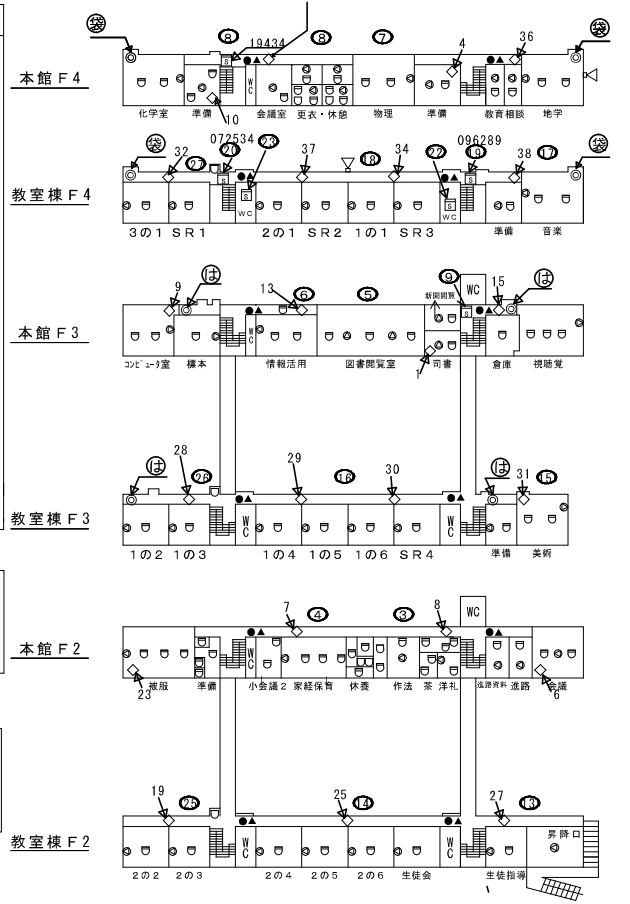 袋 ⑧ 19434 ⑧ ⑦ 4 36 袋
本館F4
WC
化学室 準備 10 会議室 更衣・休憩 物理 準備 教育相談 地学
袋 32 ㉗ 072534 ⑳ ㉓ 37 ⑱ 34 ㉒ 096289 ⑲ 38 ⑰ 袋
教室棟F4
WC WC
3の1 SR1 2の1 SR2 1の1 SR3 準備 音楽
9 は 13 ⑥ ⑤ 新聞閲覧 ⑨ WC 15 は
本館F3
WC
コンピュータ室 標本 情報活用 図書閲覧室 1 司書 倉庫 視聴覚
は 28 ㉖ 29 ⑯ 30 は 31 ⑮
教室棟F3
WC WC
1の2 1の3 1の4 1の5 1の6 SR4 準備 美術
7 ④ ③ 8 WC
本館F2
WC
23 被服 準備 小会議2 家経保育 休養 作法 茶 洋礼 進路資料 進路 会議 6
19 ㉕ 25 ⑭ 27 ⑬
教室棟F2
WC WC 昇降口
2の2 2の3 2の4 2の5 2の6 生徒会 生徒指導